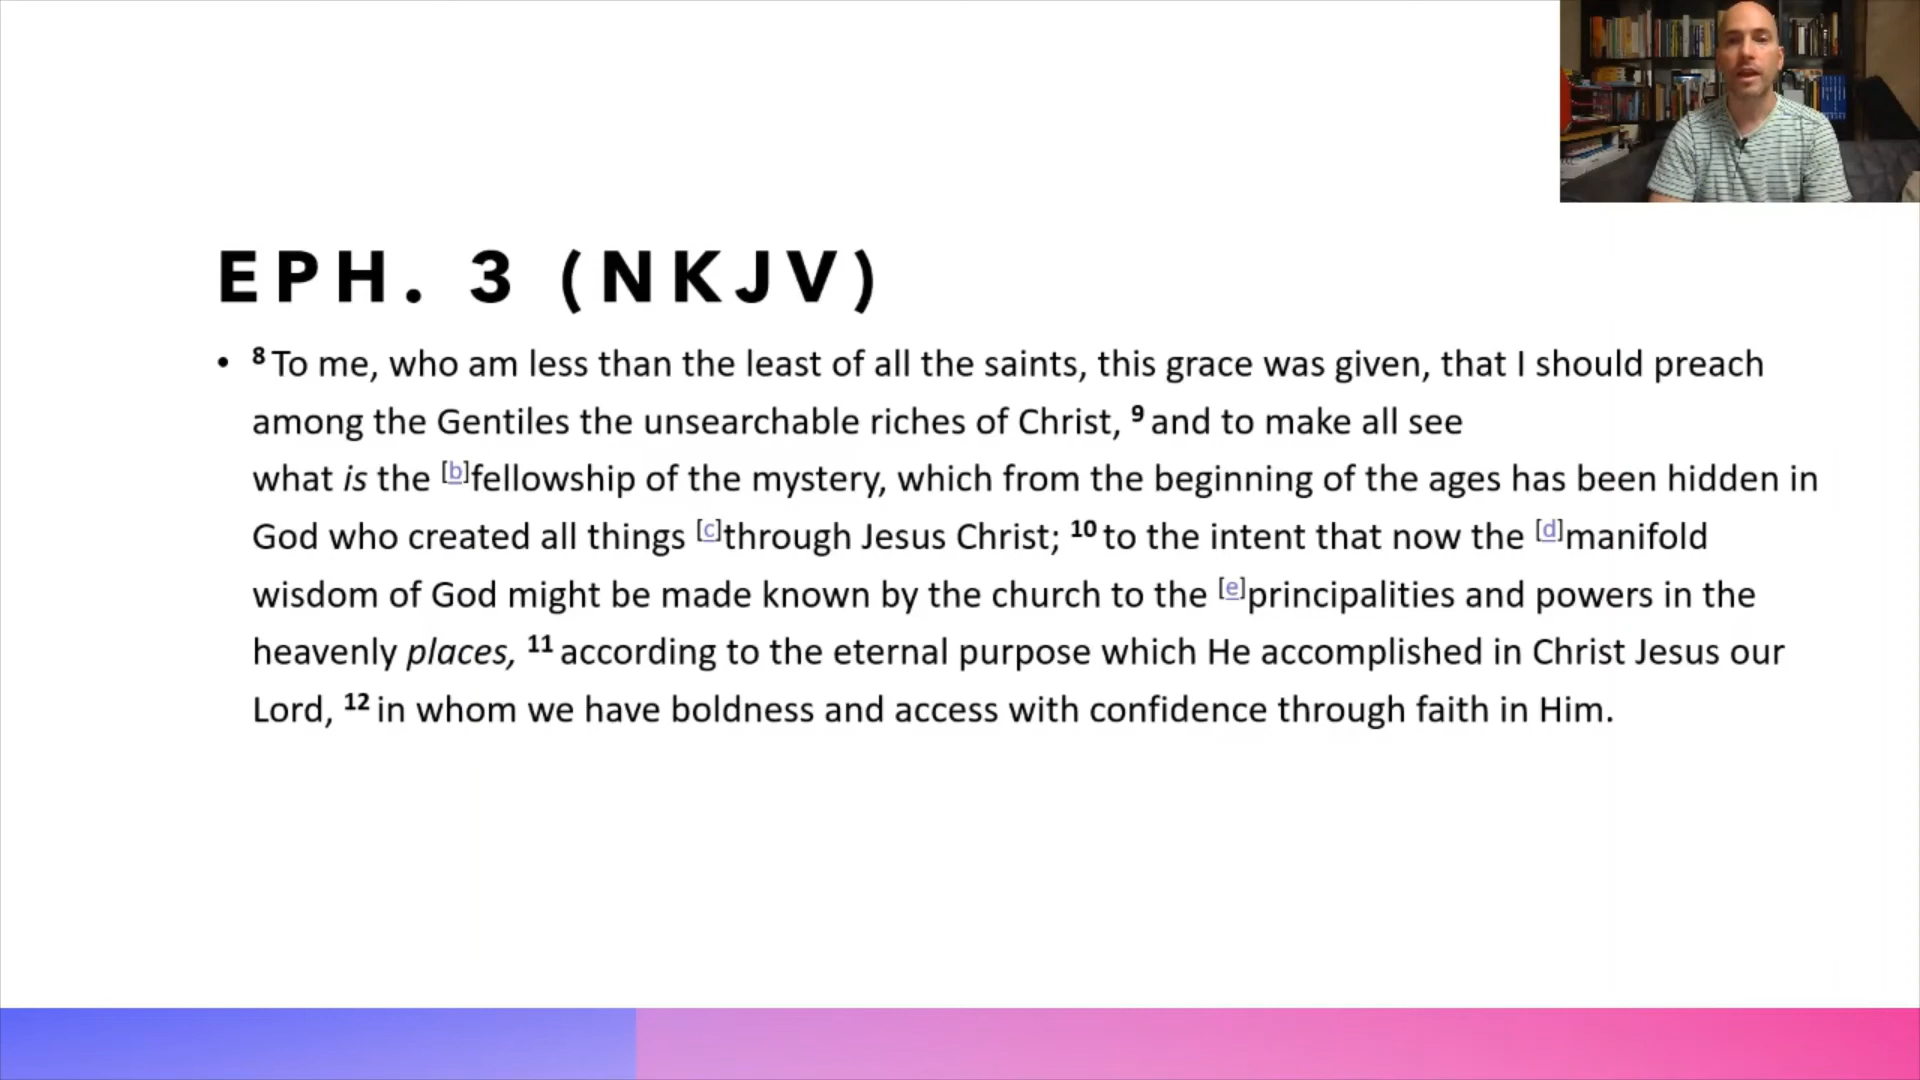 EPH. 3 (NKJV)
• 8 To me, who am less than the least of all the saints, this grace was given, that I should preach
among the Gentiles the unsearchable riches of Christ, 9 and to make all see
what is the [b]fellowship of the mystery, which from the beginning of the ages has been hidden in
God who created all things [c]through Jesus Christ; 10 to the intent that now the [d]manifold
wisdom of God might be made known by the church to the [e]principalities and powers in the
heavenly places, 11 according to the eternal purpose which He accomplished in Christ Jesus our
Lord, 12 in whom we have boldness and access with confidence through faith in Him.